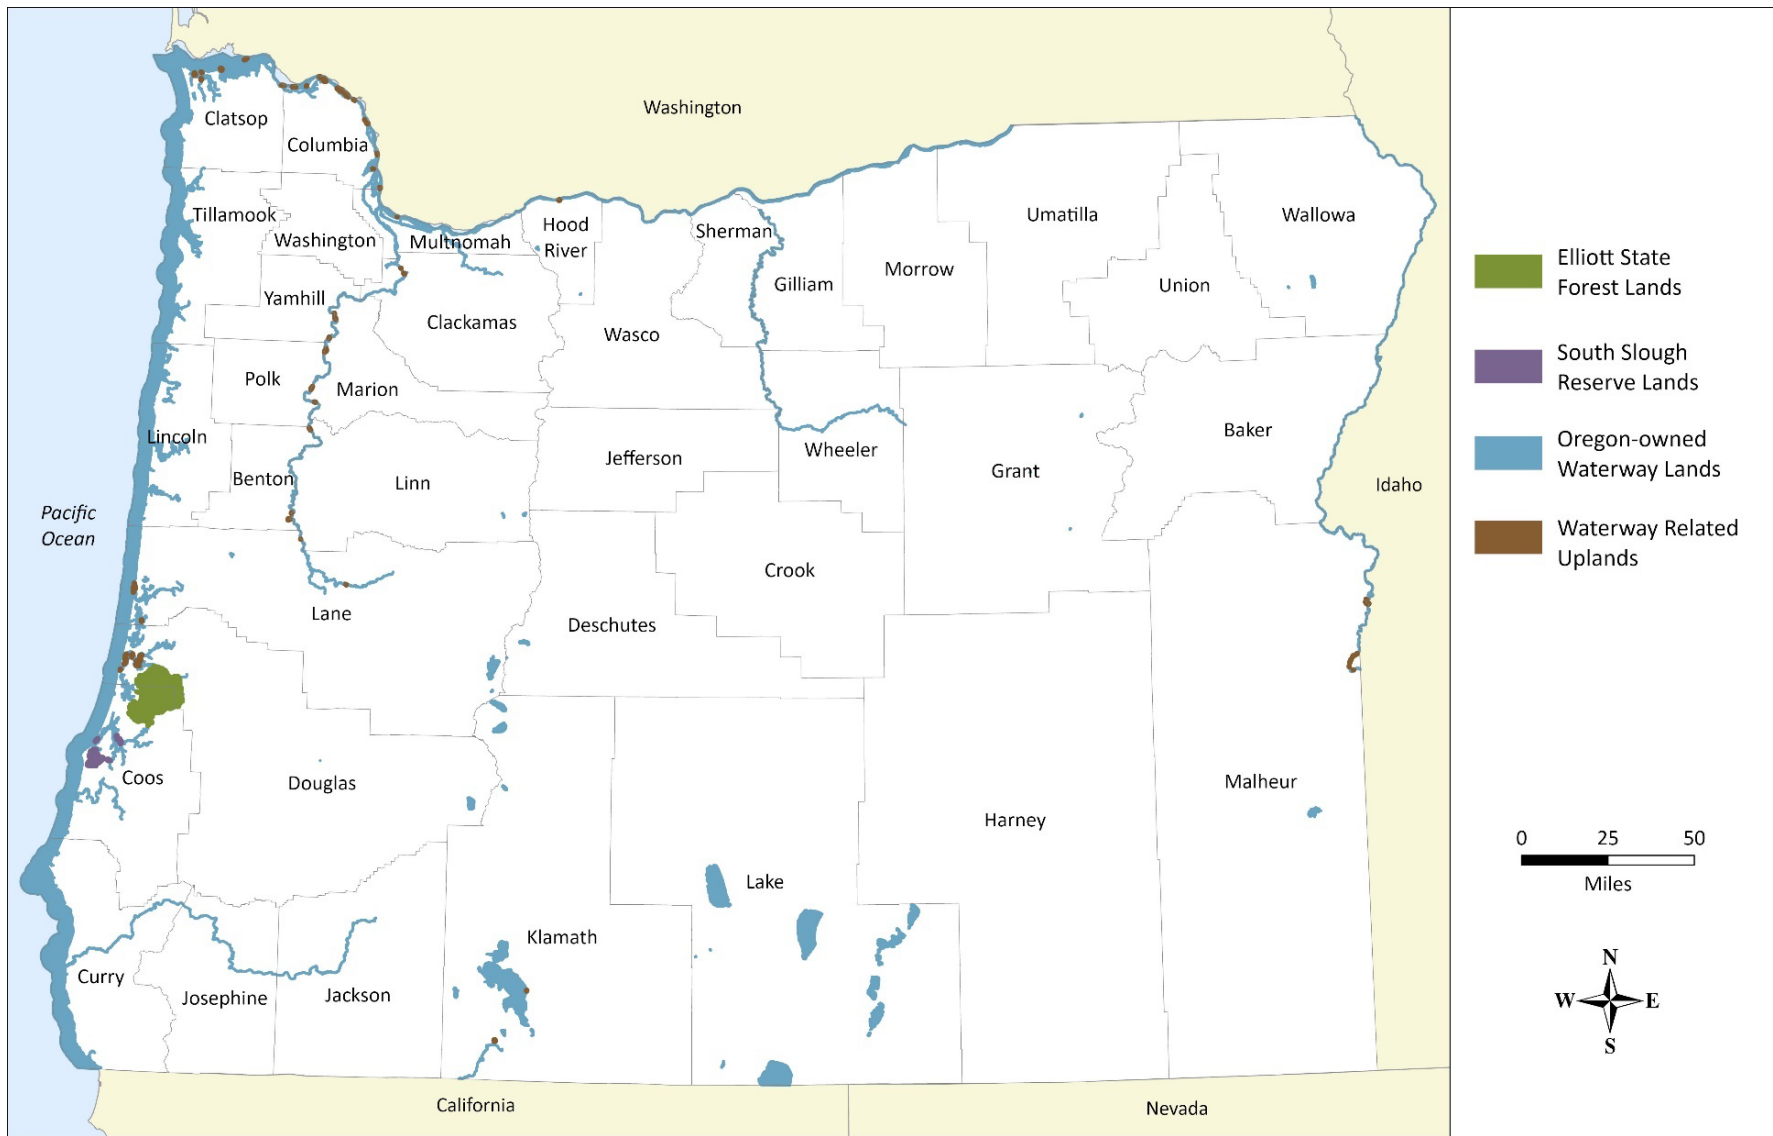 Washington
Clatsop
Columbia
Tillamook
Washington
Multnomah
Hood
River
Sherman
Umatilla
Wallowa
Gilliam
Morrow
Union
Yamhill
Clackamas
Wasco
Polk
Marion
Lincoln
Benton
Linn
Jefferson
Wheeler
Grant
Baker
Idaho
Pacific
Ocean
Crook
Lane
Deschutes
Coos
Douglas
Malheur
Harney
Lake
Klamath
Curry
Josephine
Jackson
California
Nevada
Elliott State
Forest Lands
South Slough
Reserve Lands
Oregon-owned
Waterway Lands
Waterway Related
Uplands
0 25 50
Miles
N
W E
S